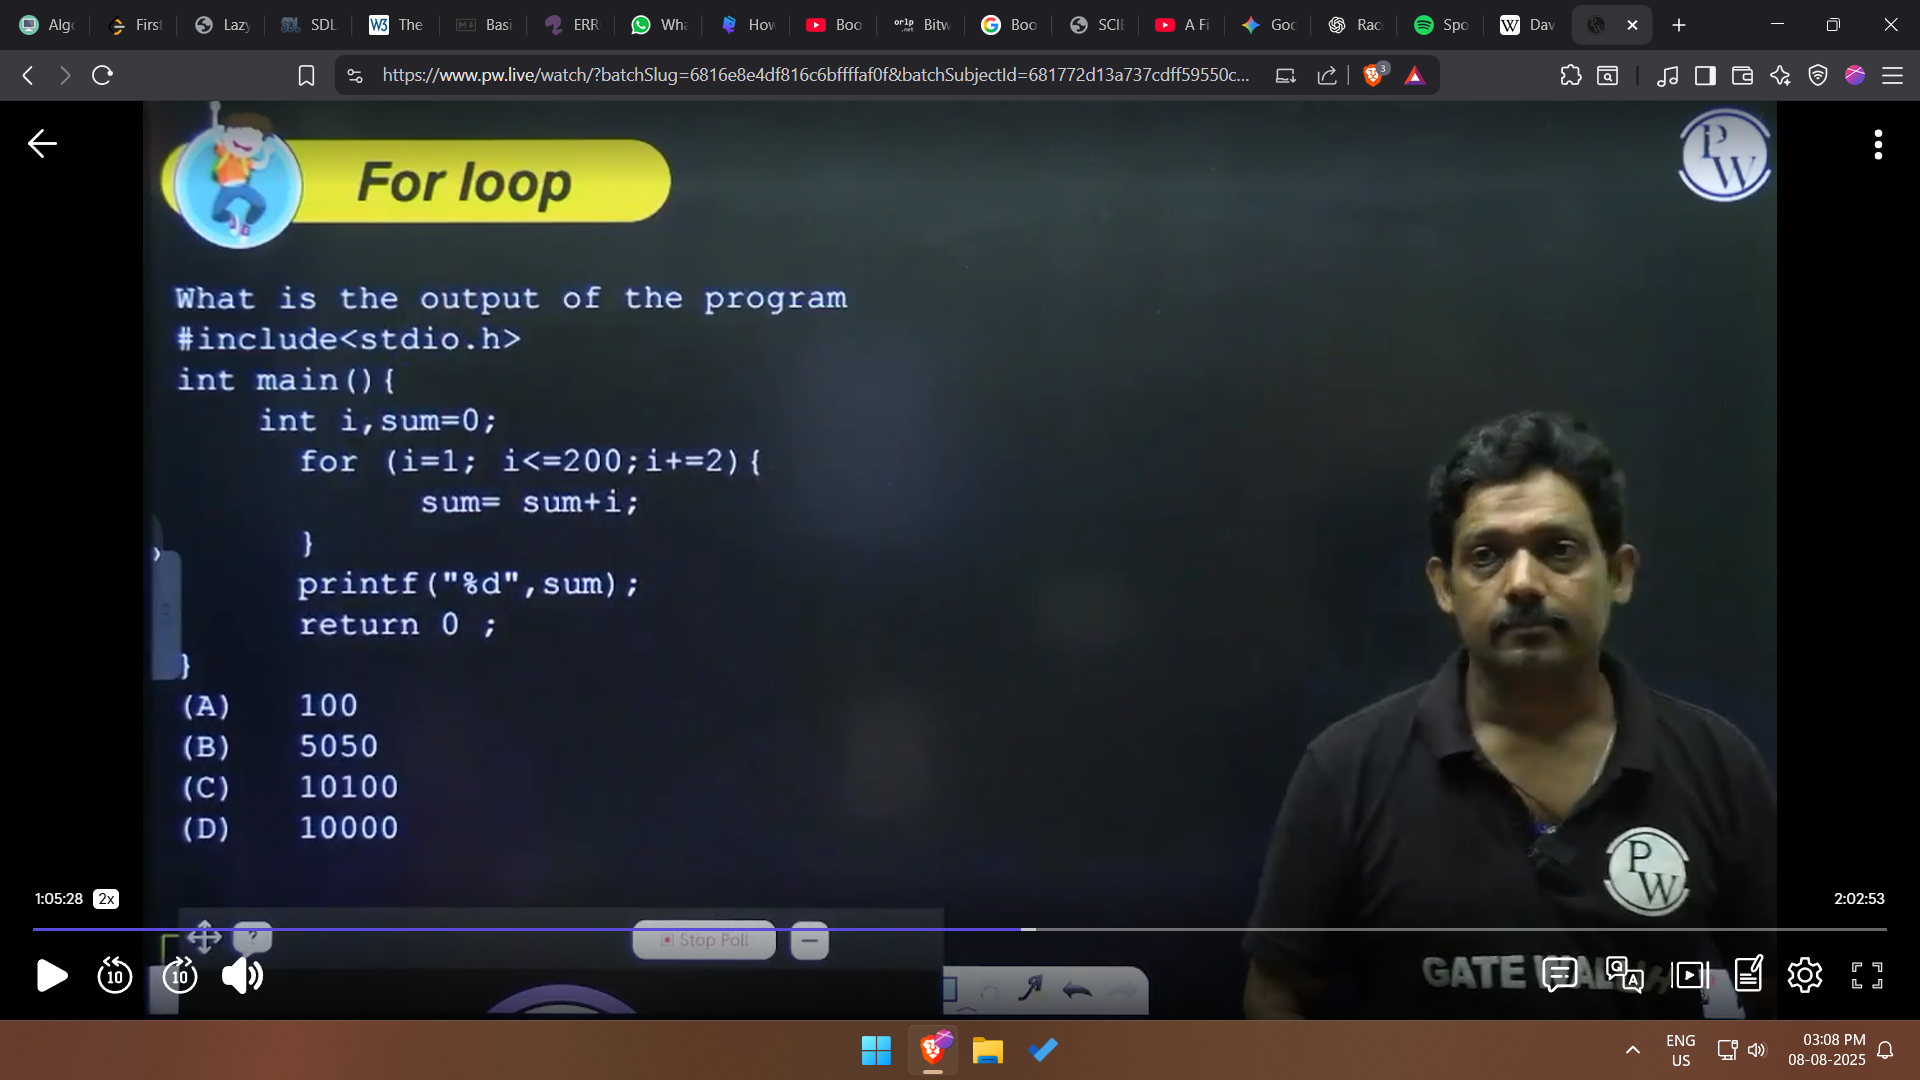 Algo
First
Lazy
SDL
The
Basi
ERR
Wha
How
Boo
Bitw
Boo
SCIE
A Fi
Goo
Rac
Spo
Dav
https://www.pw.live/watch/?batchSlug=6816e8e4df816c6bffffaf0f&batchSubjectId=681772d13a737cdff59550c...
3
For loop
PW
What is the output of the program
#include<stdio.h>
int main(){
int i,sum=0;
for (i=1; i<=200;i+=2){
sum= sum+i;
}
printf("%d",sum);
return 0 ;
}
(A) 100
(B) 5050
(C) 10100
(D) 10000
PW
1:05:28 2x
2:02:53
?
Stop Poll
10
10
GATE
ENG
US
03:08 PM
08-08-2025